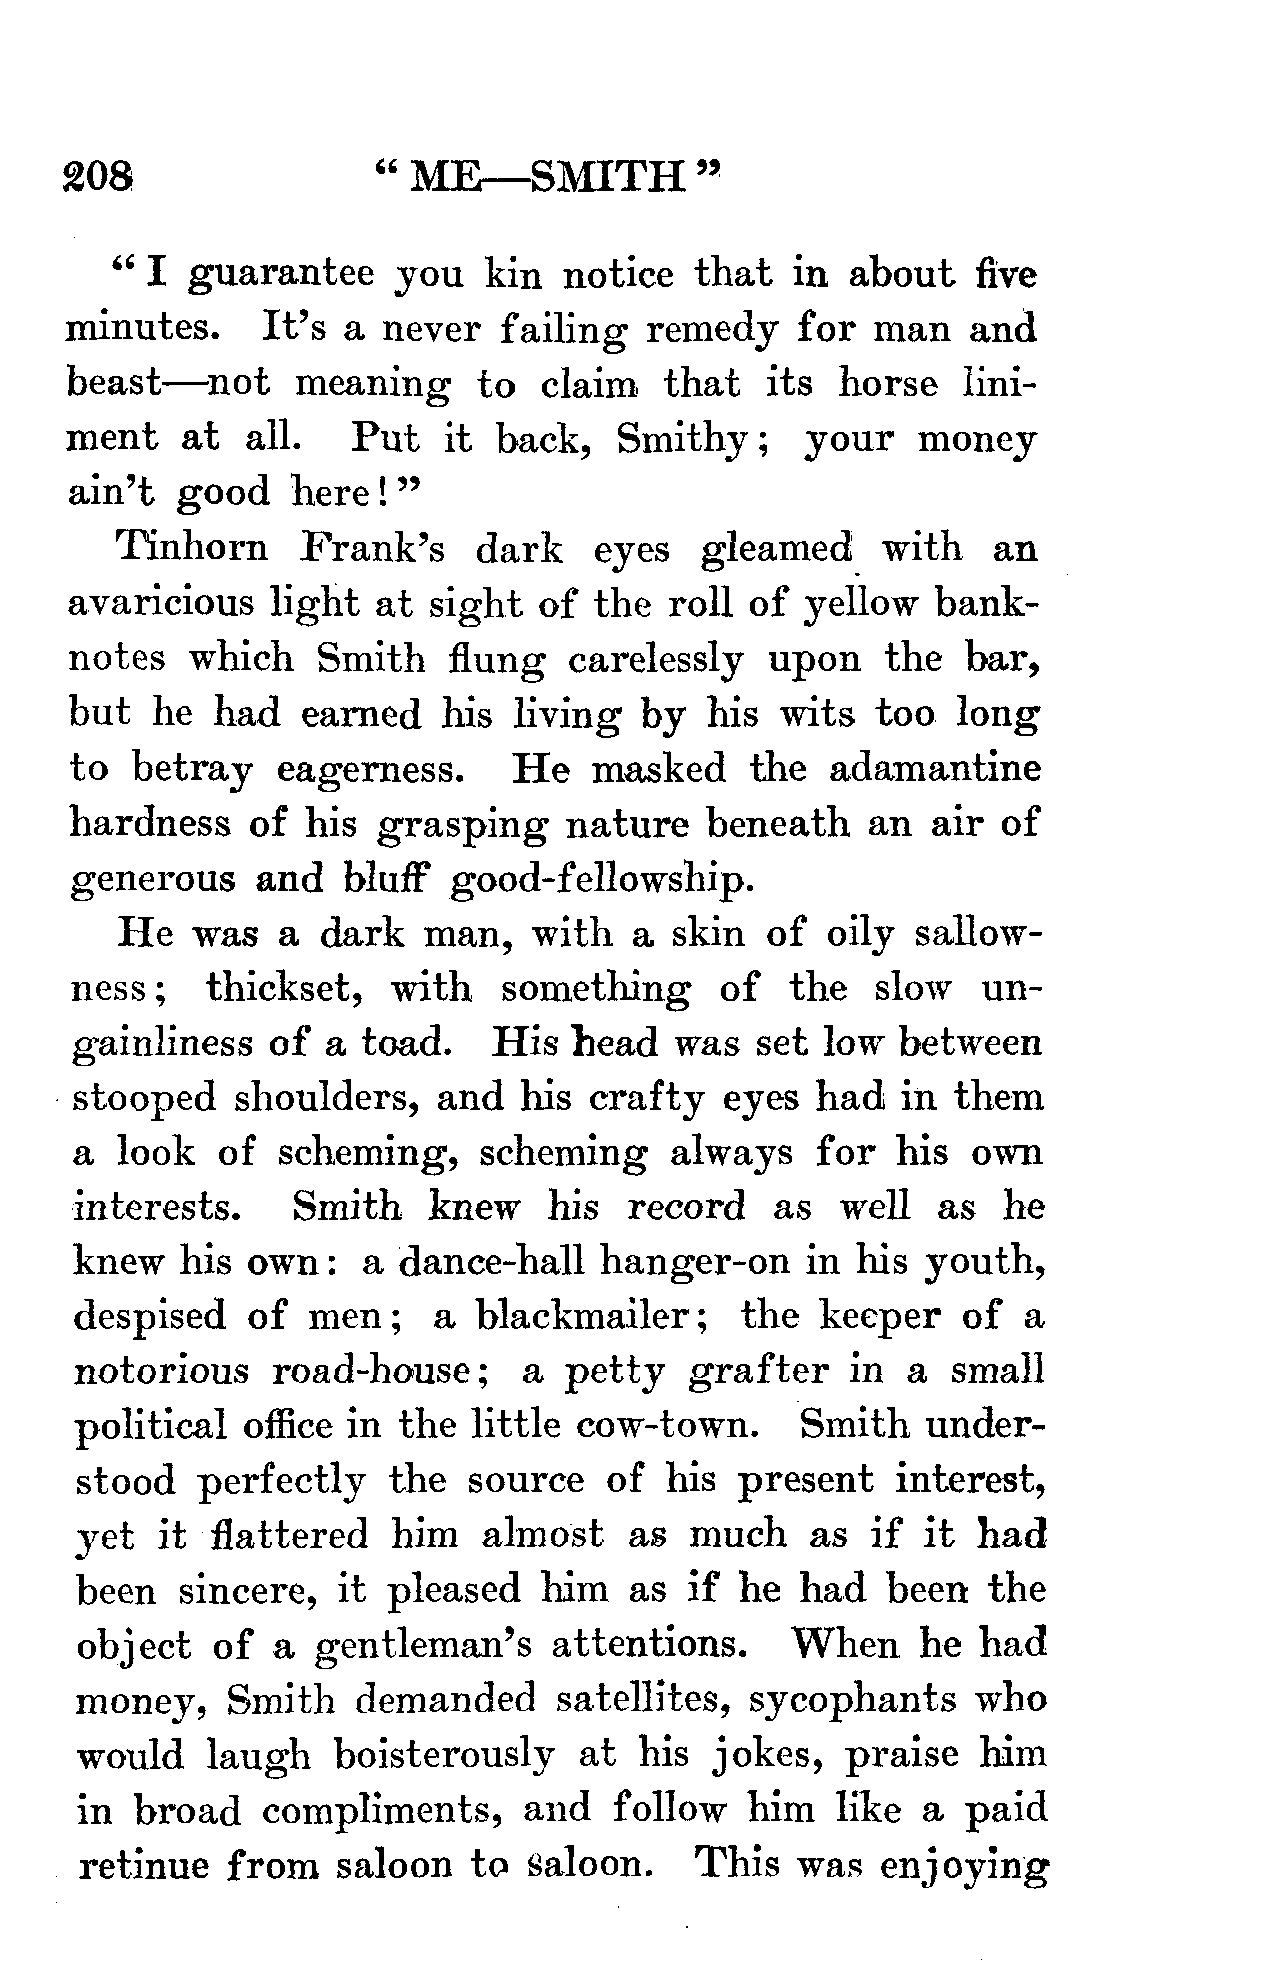 208 “ ME—SMITH ”
“ I guarantee you kin notice that in about five
minutes. It’s a never failing remedy for man and
beast—not meaning to claim that its horse lini-
ment at all. Put it back, Smithy ; your money
ain’t good here ! ”
Tinhorn Frank’s dark eyes gleamed with an
avaricious light at sight of the roll of yellow bank-
notes which Smith flung carelessly upon the bar,
but he had earned his living by his wits too long
to betray eagerness. He masked the adamantine
hardness of his grasping nature beneath an air of
generous and bluff good-fellowship.
He was a dark man, with a skin of oily sallow-
ness ; thickset, with something of the slow un-
gainliness of a toad. His head was set low between
stooped shoulders, and his crafty eyes had in them
a look of scheming, scheming always for his own
interests. Smith knew his record as well as he
knew his own : a dance-hall hanger-on in his youth,
despised of men ; a blackmailer ; the keeper of a
notorious road-house ; a petty grafter in a small
political office in the little cow-town. Smith under-
stood perfectly the source of his present interest,
yet it flattered him almost as much as if it had
been sincere, it pleased him as if he had been the
object of a gentleman’s attentions. When he had
money, Smith demanded satellites, sycophants who
would laugh boisterously at his jokes, praise him
in broad compliments, and follow him like a paid
retinue from saloon to saloon. This was enjoying